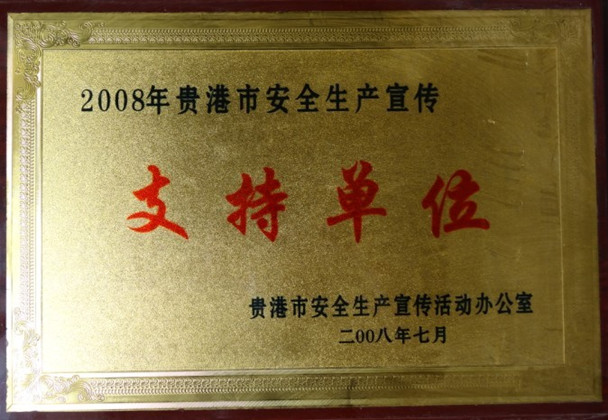 2008年贵港市安全生产宣传
支持单位
贵港市安全生产宣传活动办公室
二00八年七月